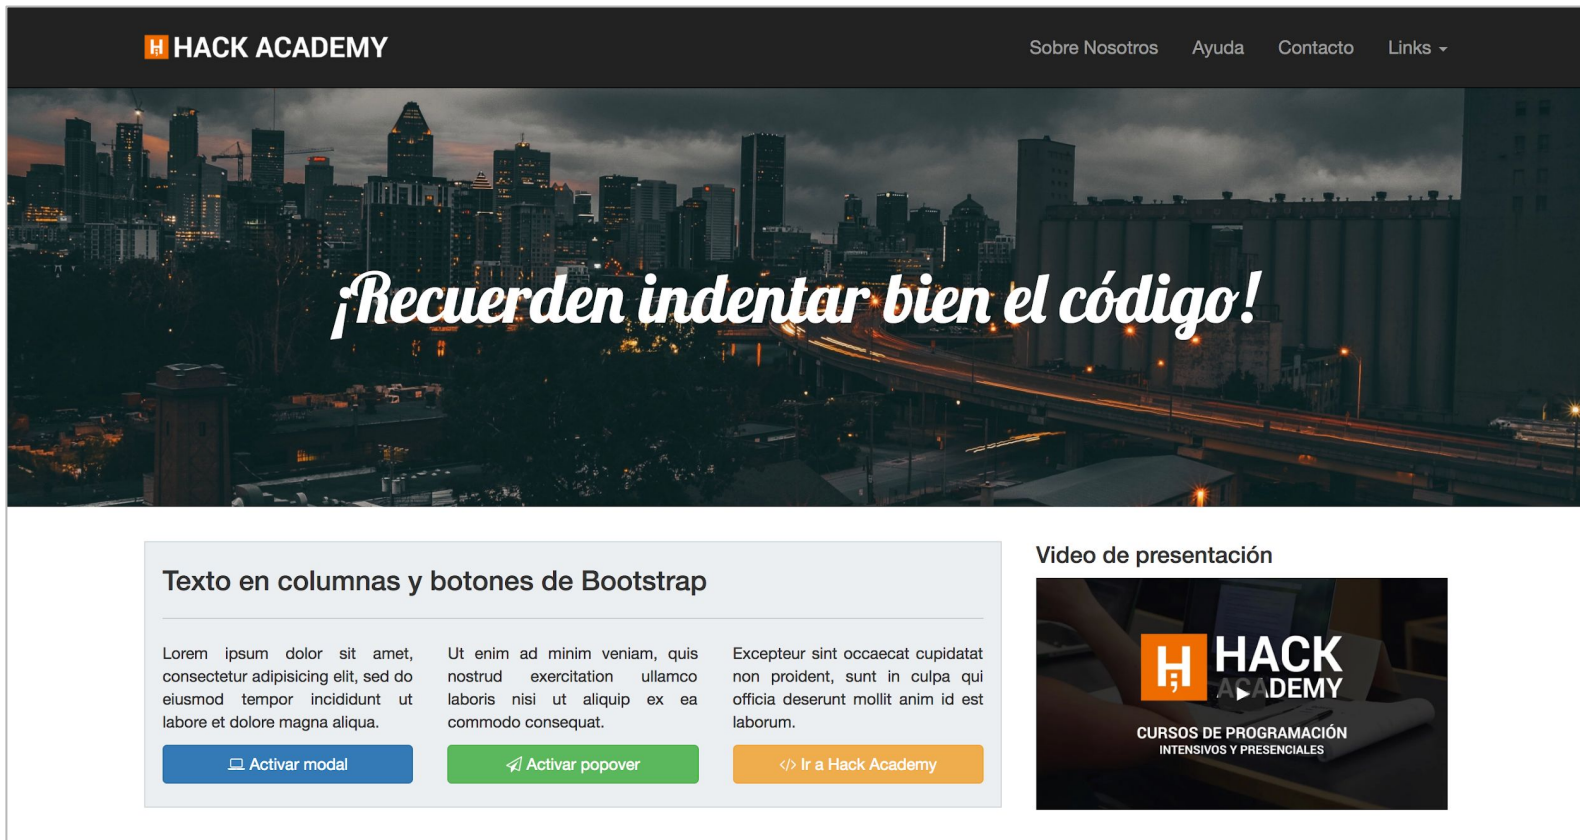 HACK ACADEMY
Sobre Nosotros Ayuda Contacto Links
¡Recuerden indentar bien el código!
Texto en columnas y botones de Bootstrap
Lorem ipsum dolor sit amet,
consectetur adipisicing elit, sed do
eiusmod tempor incididunt ut
labore et dolore magna aliqua.
Activar modal
Ut enim ad minim veniam, quis
nostrud exercitation ullamco
laboris nisi ut aliquip ex ea
commodo consequat.
Activar popover
Excepteur sint occaecat cupidatat
non proident, sunt in culpa qui
officia deserunt mollit anim id est
laborum.
</> Ir a Hack Academy
Video de presentación
HACK
ACADEMY
CURSOS DE PROGRAMACIÓN
INTENSIVOS Y PRESENCIALES